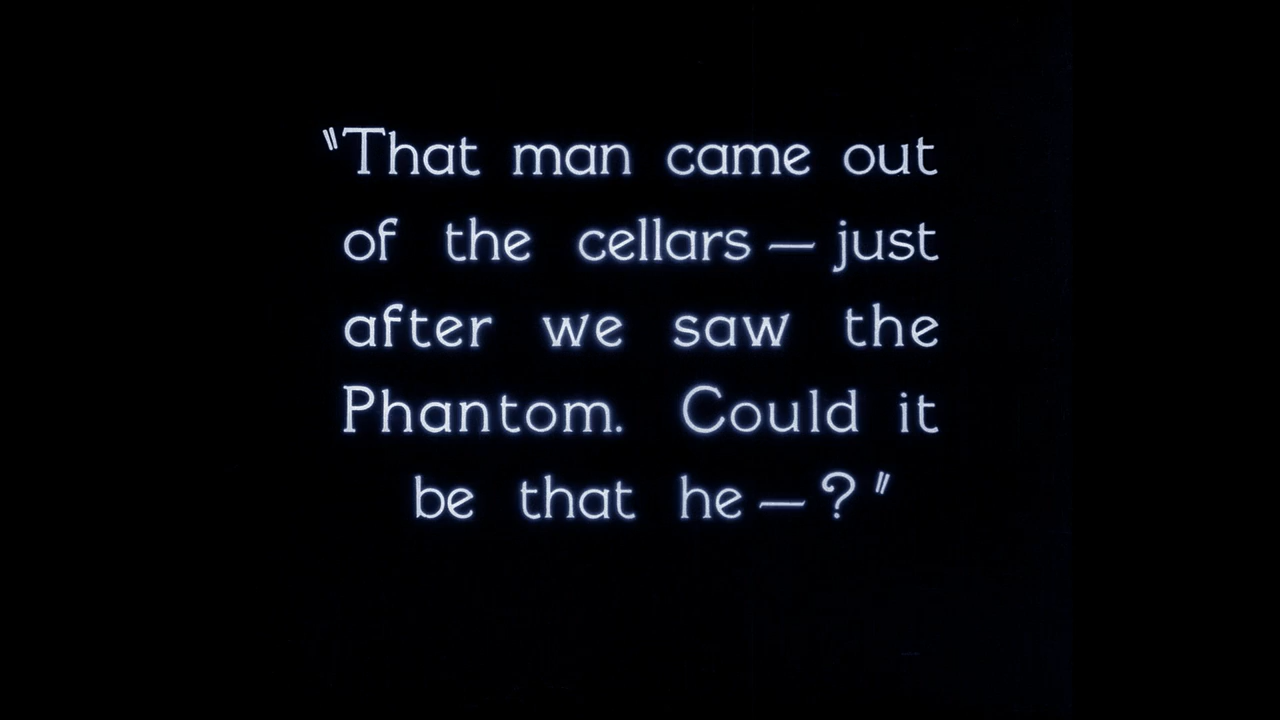 "That man came out
of the cellars — just
after we saw the
Phantom. Could it
be that he — ?"